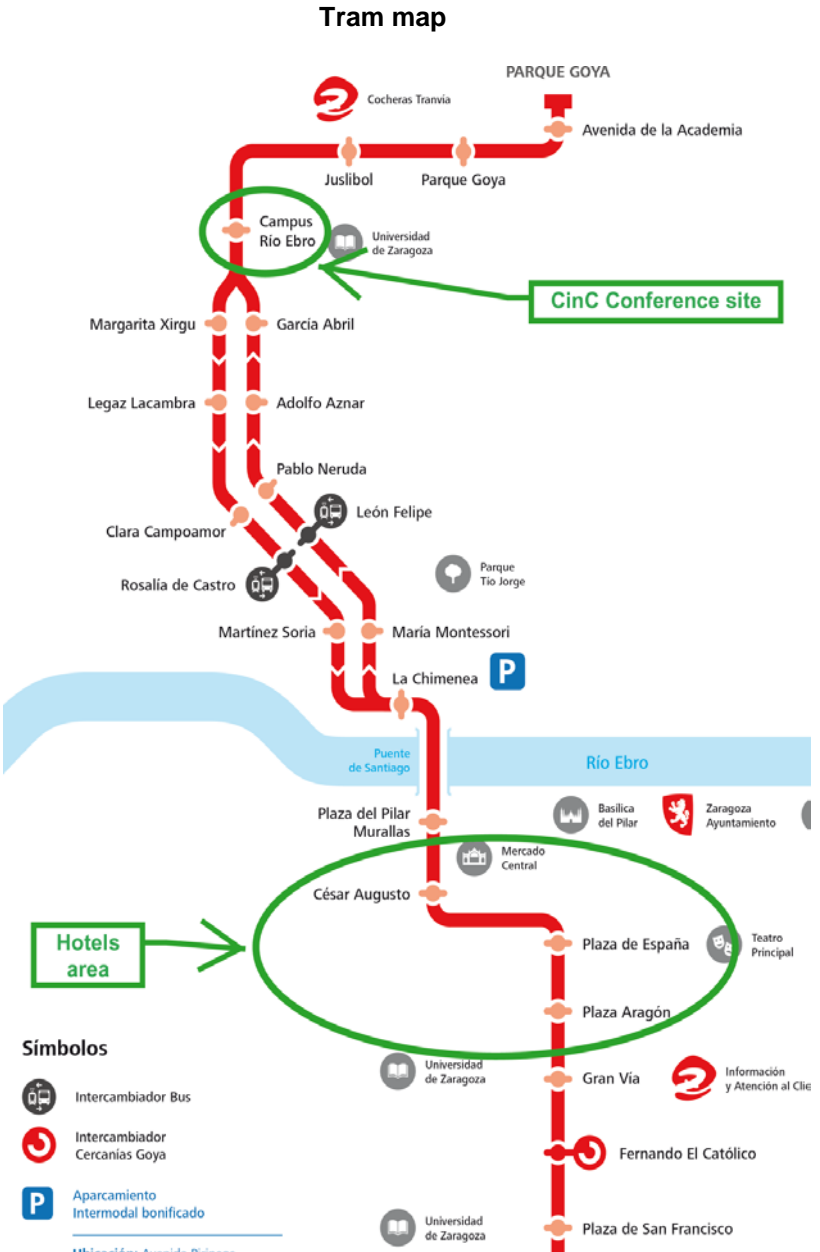 Tram map
PARQUE GOYA
Cocheras Tranvia
Avenida de la Academia
Juslibol
Parque Goya
Campus
Río Ebro
Universidad
de Zaragoza
CinC Conference site
Margarita Xirgu
García Abril
Legaz Lacambra
Adolfo Aznar
Pablo Neruda
León Felipe
Clara Campoamor
Parque
Tío Jorge
Rosalía de Castro
Martínez Soria
María Montessori
La Chimenea
P
Puente
de Santiago
Río Ebro
Plaza del Pilar
Murallas
Basílica
del Pilar
Zaragoza
Ayuntamiento
Mercado
Central
César Augusto
Hotels
area
Plaza de España
Teatro
Principal
Plaza Aragón
Símbolos
Universidad
de Zaragoza
Gran Vía
Información
y Atención al Clie
Intercambiador Bus
Intercambiador
Cercanías Goya
Fernando El Católico
P
Aparcamiento
Intermodal bonificado
Universidad
de Zaragoza
Plaza de San Francisco